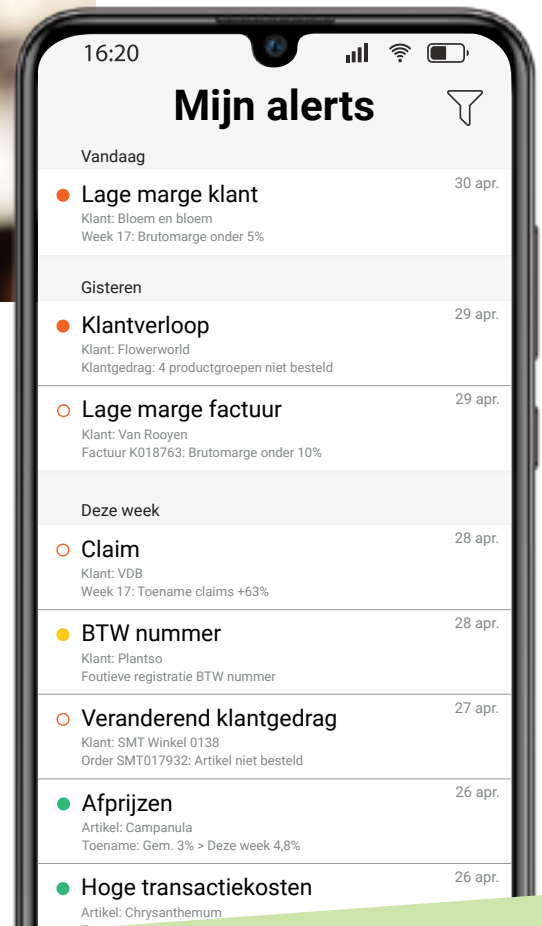 16:20
Mijn alerts
Vandaag
30 apr.
Lage marge klant
Klant: Bloem en bloem
Week 17: Brutomarge onder 5%
Gisteren
29 apr.
Klantverloop
Klant: Flowerworld
Klantgedrag: 4 productgroepen niet besteld
29 apr.
Lage marge factuur
Klant: Van Rooyen
Factuur K018763: Brutomarge onder 10%
Deze week
28 apr.
Claim
Klant: VDB
Week 17: Toename claims +63%
28 apr.
BTW nummer
Klant: Plantso
Foutieve registratie BTW nummer
27 apr.
Veranderend klantgedrag
Klant: SMT Winkel 0138
Order SMT017932: Artikel niet besteld
26 apr.
Afprijzen
Artikel: Campanula
Toename: Gem. 3% > Deze week 4,8%
26 apr.
Hoge transactiekosten
Artikel: Chrysanthemum